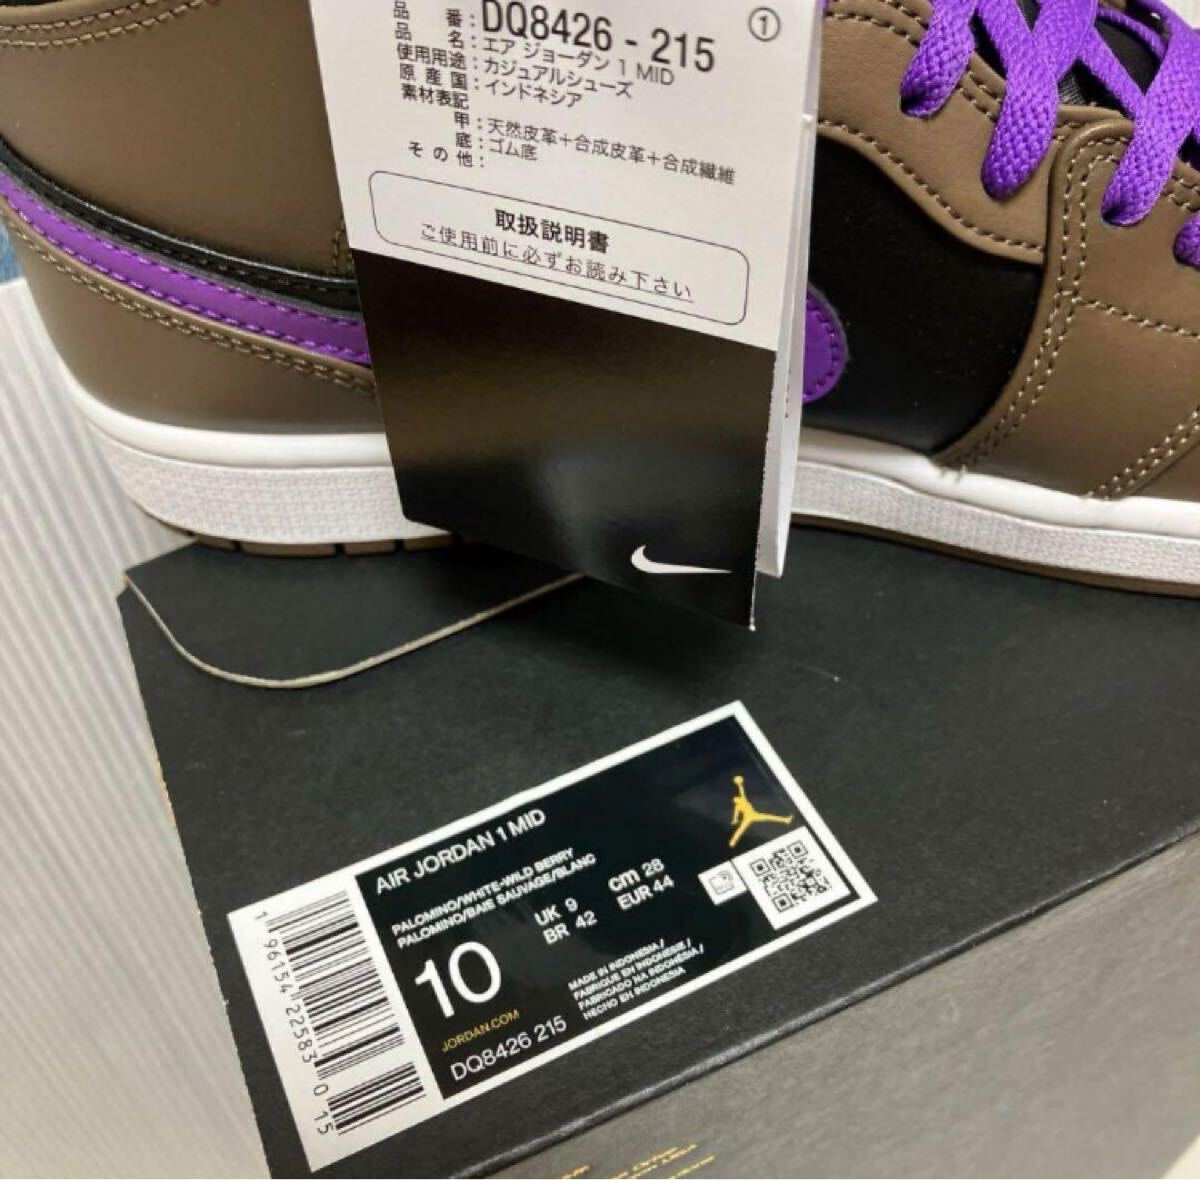 品番：DQ8426 - 215
①
品名：エア ジョーダン 1 MID
使用用途：カジュアルシューズ
原産国：インドネシア
素材表記
甲：天然皮革＋合成皮革＋合成繊維
底：ゴム底
その他：
取扱説明書
ご使用前に必ずお読み下さい
AIR JORDAN 1 MID
PALOMINO/WHITE-WILD BERRY
PALOMINO/BAIE SAUVAGE/BLANC
10
UK 9
BR 42
cm 28
EUR 44
MADE IN INDONESIA/
FABRIQUE EN INDONESIE/
FABRICADO NA INDONÉSIA/
HECHO EN INDONESIA
JORDAN.COM
DQ8426 215
1 96154 22583 0 15